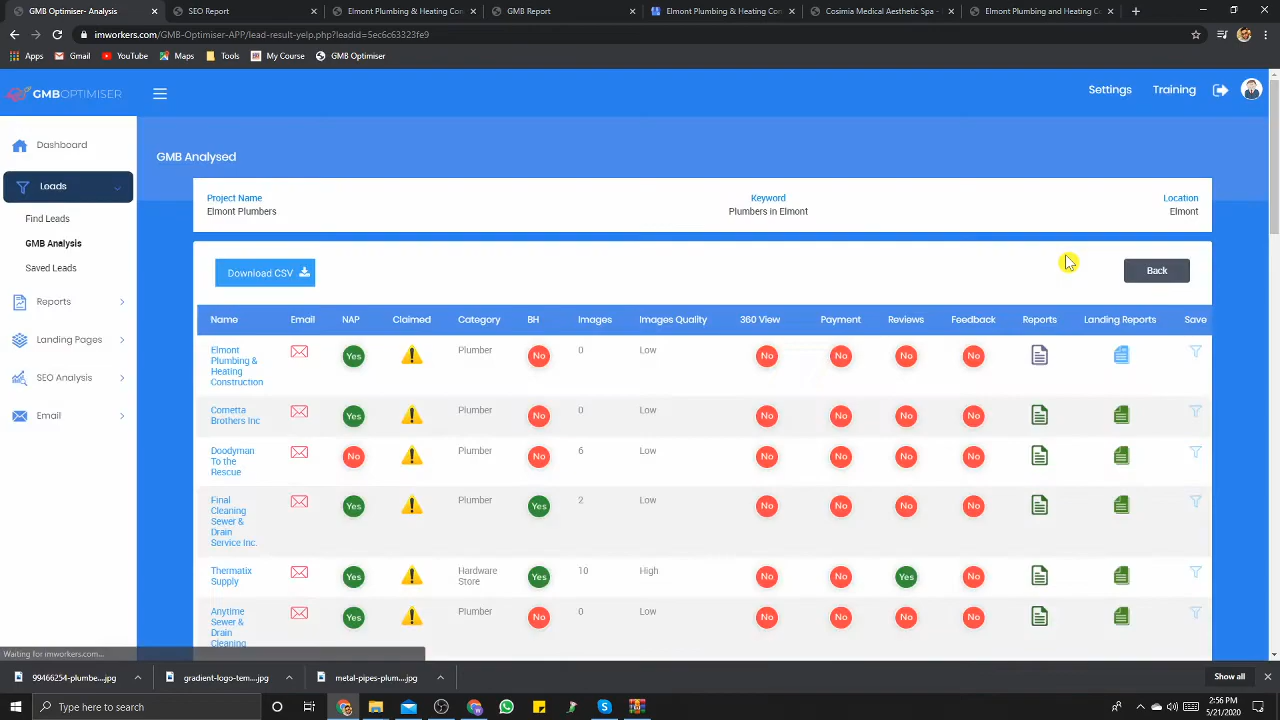 GMB - Analysis
SEO Report
Elmont Plumbing & Heating Con
GMB Report
Elmont Plumbing & Heating Con
Cosimia Medical Aesthetic Spa -
Elmont Plumbing and Heating Co
imworkers.com/GMB-Optimiser-APP/lead-result-yelp.php?leadid=5ec6c63323fe9
Apps
Gmail
YouTube
Maps
Tools
My Course
GMB Optimiser
GMBOPTIMISER
Settings
Training
Dashboard
Leads
Find Leads
GMB Analysis
Saved Leads
Reports
Landing Pages
SEO Analysis
Email
GMB Analysed
Project Name
Keyword
Location
Elmont Plumbers
Plumbers in Elmont
Elmont
Download CSV
Back
Name Email NAP Claimed Category BH Images Images Quality 360 View Payment Reviews Feedback Reports Landing Reports Save
Elmont
Plumbing &
Heating
Construction
Yes Plumber No 0 Low No No No No
Cometta
Brothers Inc
Yes Plumber No 0 Low No No No No
Doodyman
To the
Rescue
No Plumber No 6 Low No No No No
Final
Cleaning
Sewer &
Drain
Service Inc.
Yes Plumber Yes 2 Low No No No No
Thermatix
Supply
Yes Hardware
Store
Yes 10 High No No Yes No
Anytime
Sewer &
Drain
Cleaning
Yes Plumber No 0 Low No No No No
Waiting for imworkers.com...
99466254-plumbe....jpg
gradient-logo-tem....jpg
metal-pipes-plum....jpg
Show all
Type here to search
2:56 PM
5/21/2020